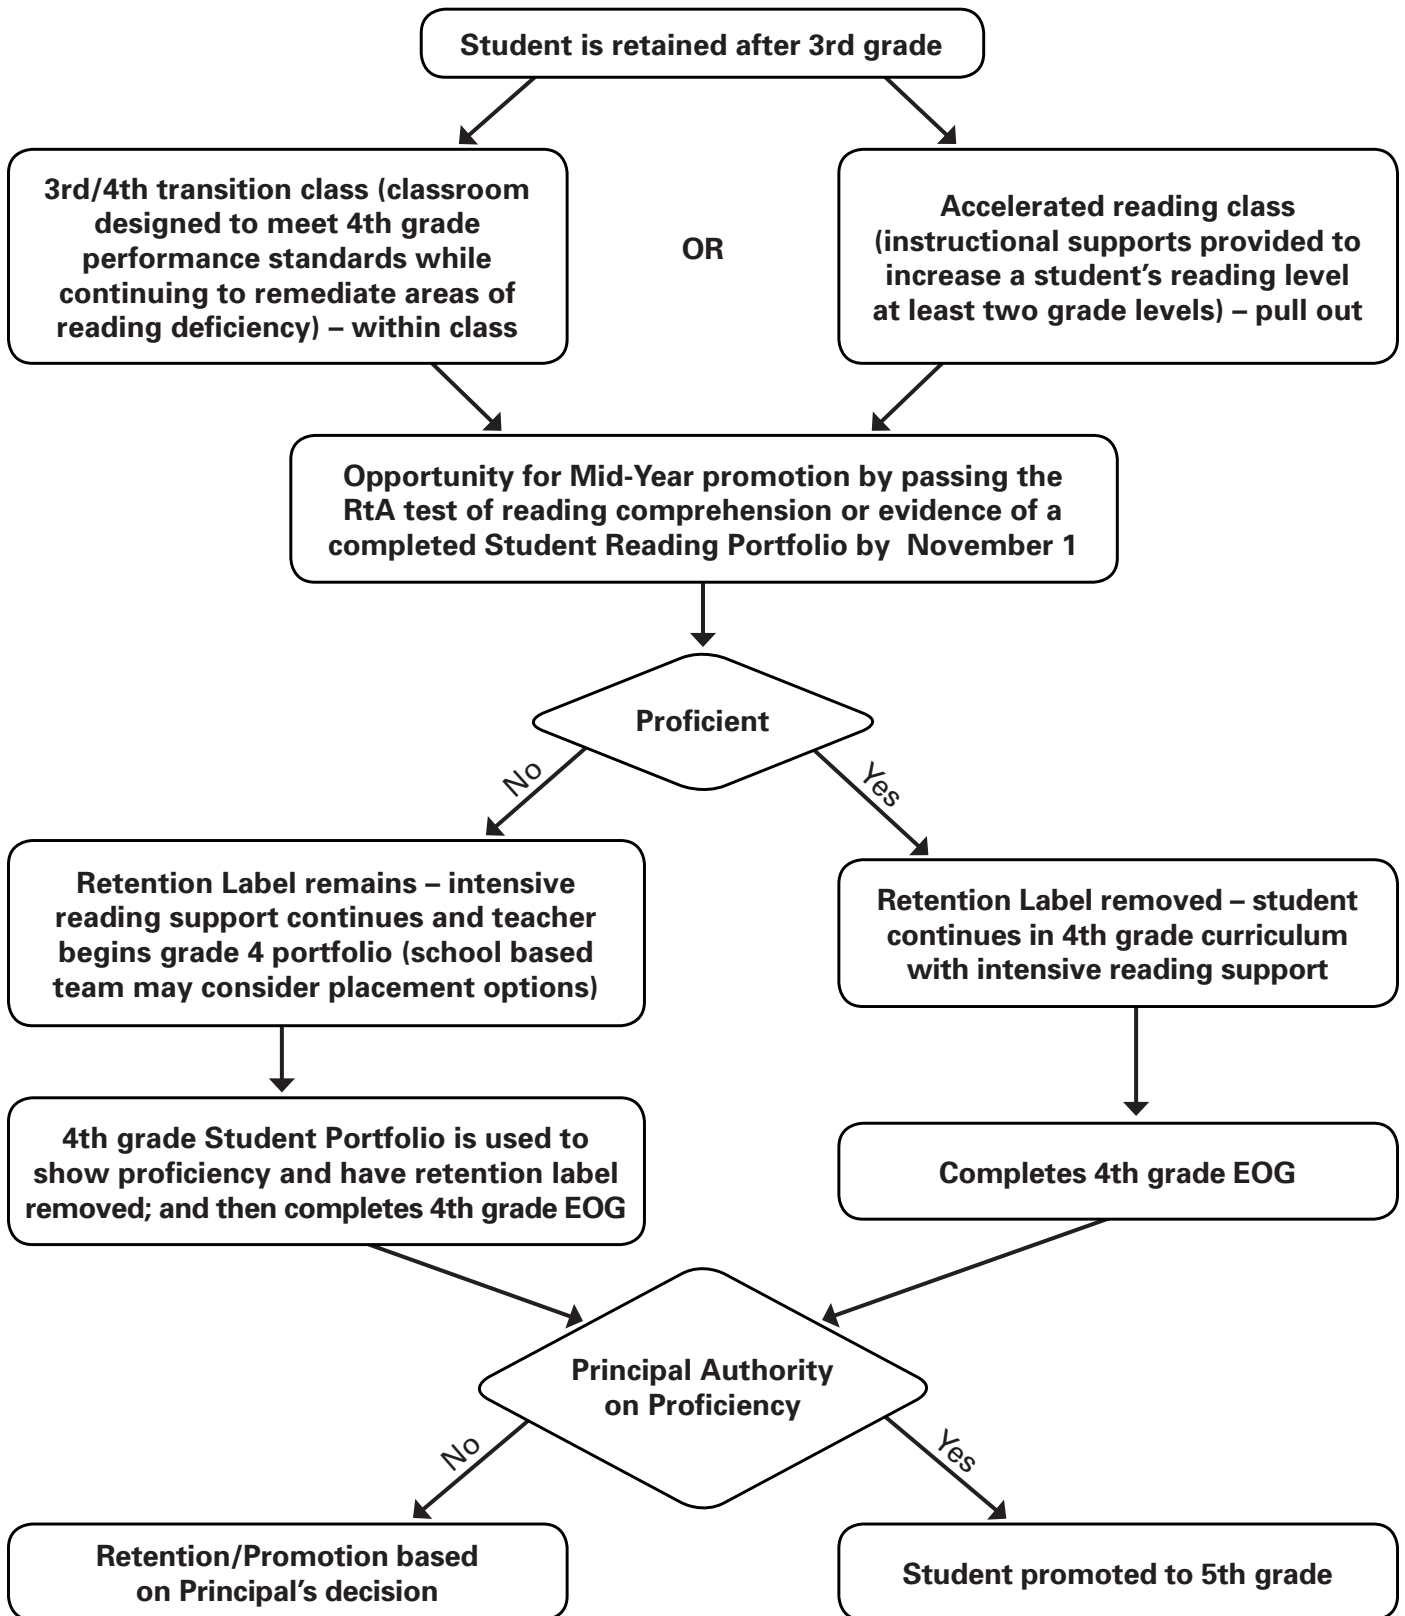 Student is retained after 3rd grade
3rd/4th transition class (classroom
designed to meet 4th grade
performance standards while
continuing to remediate areas of
reading deficiency) – within class
OR
Accelerated reading class
(instructional supports provided to
increase a student’s reading level
at least two grade levels) – pull out
Opportunity for Mid-Year promotion by passing the
RtA test of reading comprehension or evidence of a
completed Student Reading Portfolio by  November 1
Proficient
No
Yes
Retention Label remains – intensive
reading support continues and teacher
begins grade 4 portfolio (school based
team may consider placement options)
Retention Label removed – student
continues in 4th grade curriculum
with intensive reading support
4th grade Student Portfolio is used to
show proficiency and have retention label
removed; and then completes 4th grade EOG
Completes 4th grade EOG
Principal Authority
on Proficiency
No
Yes
Retention/Promotion based
on Principal’s decision
Student promoted to 5th grade